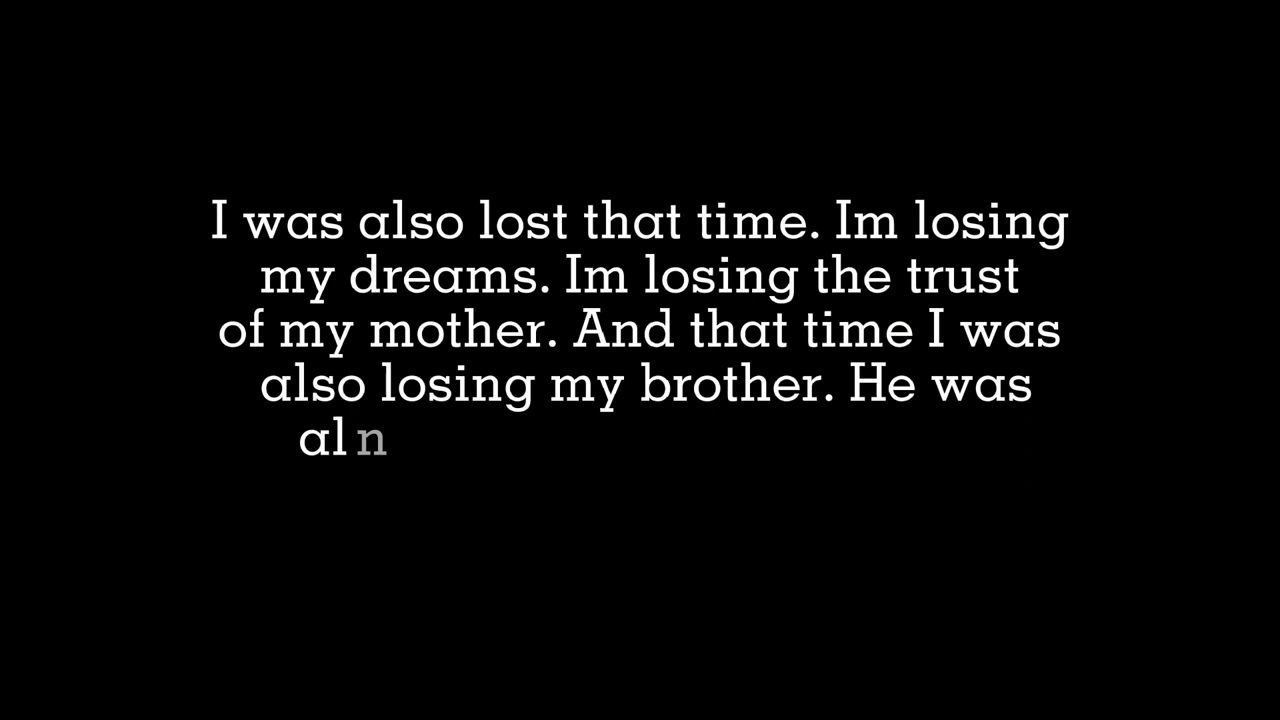 I was also lost that time. Im losing
my dreams. Im losing the trust
of my mother. And that time I was
also losing my brother. He was
al n